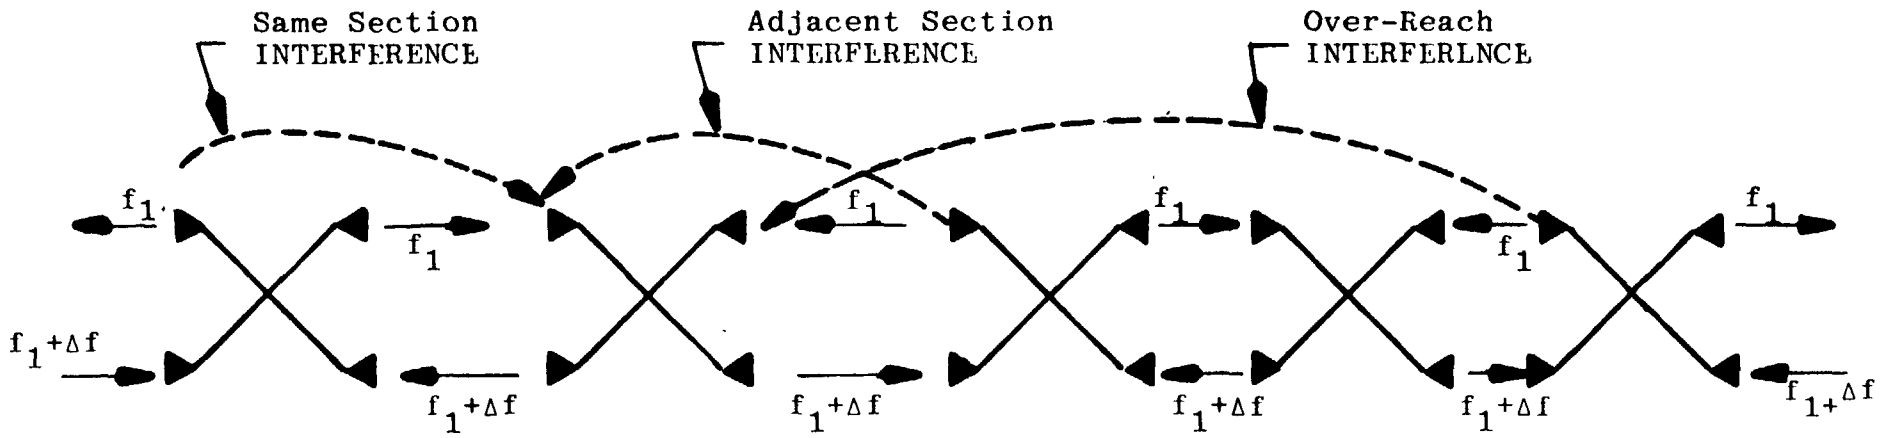 Same Section
INTERFERENCE
Adjacent Section
INTERFERENCE
Over-Reach
INTERFERENCE
f1
f1
f1
f1
f1
f1
f1+Δf
f1+Δf
f1+Δf
f1+Δf
f1+Δf
f1+Δf